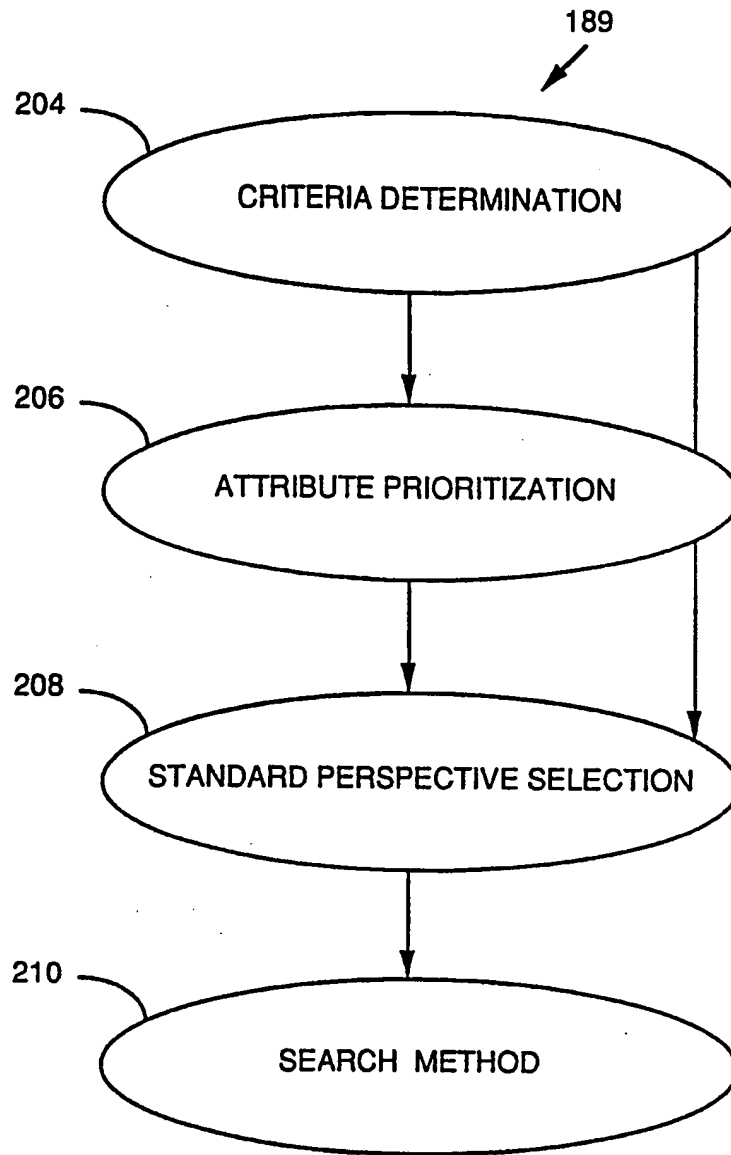 189
204
CRITERIA DETERMINATION
206
ATTRIBUTE PRIORITIZATION
208
STANDARD PERSPECTIVE SELECTION
210
SEARCH METHOD